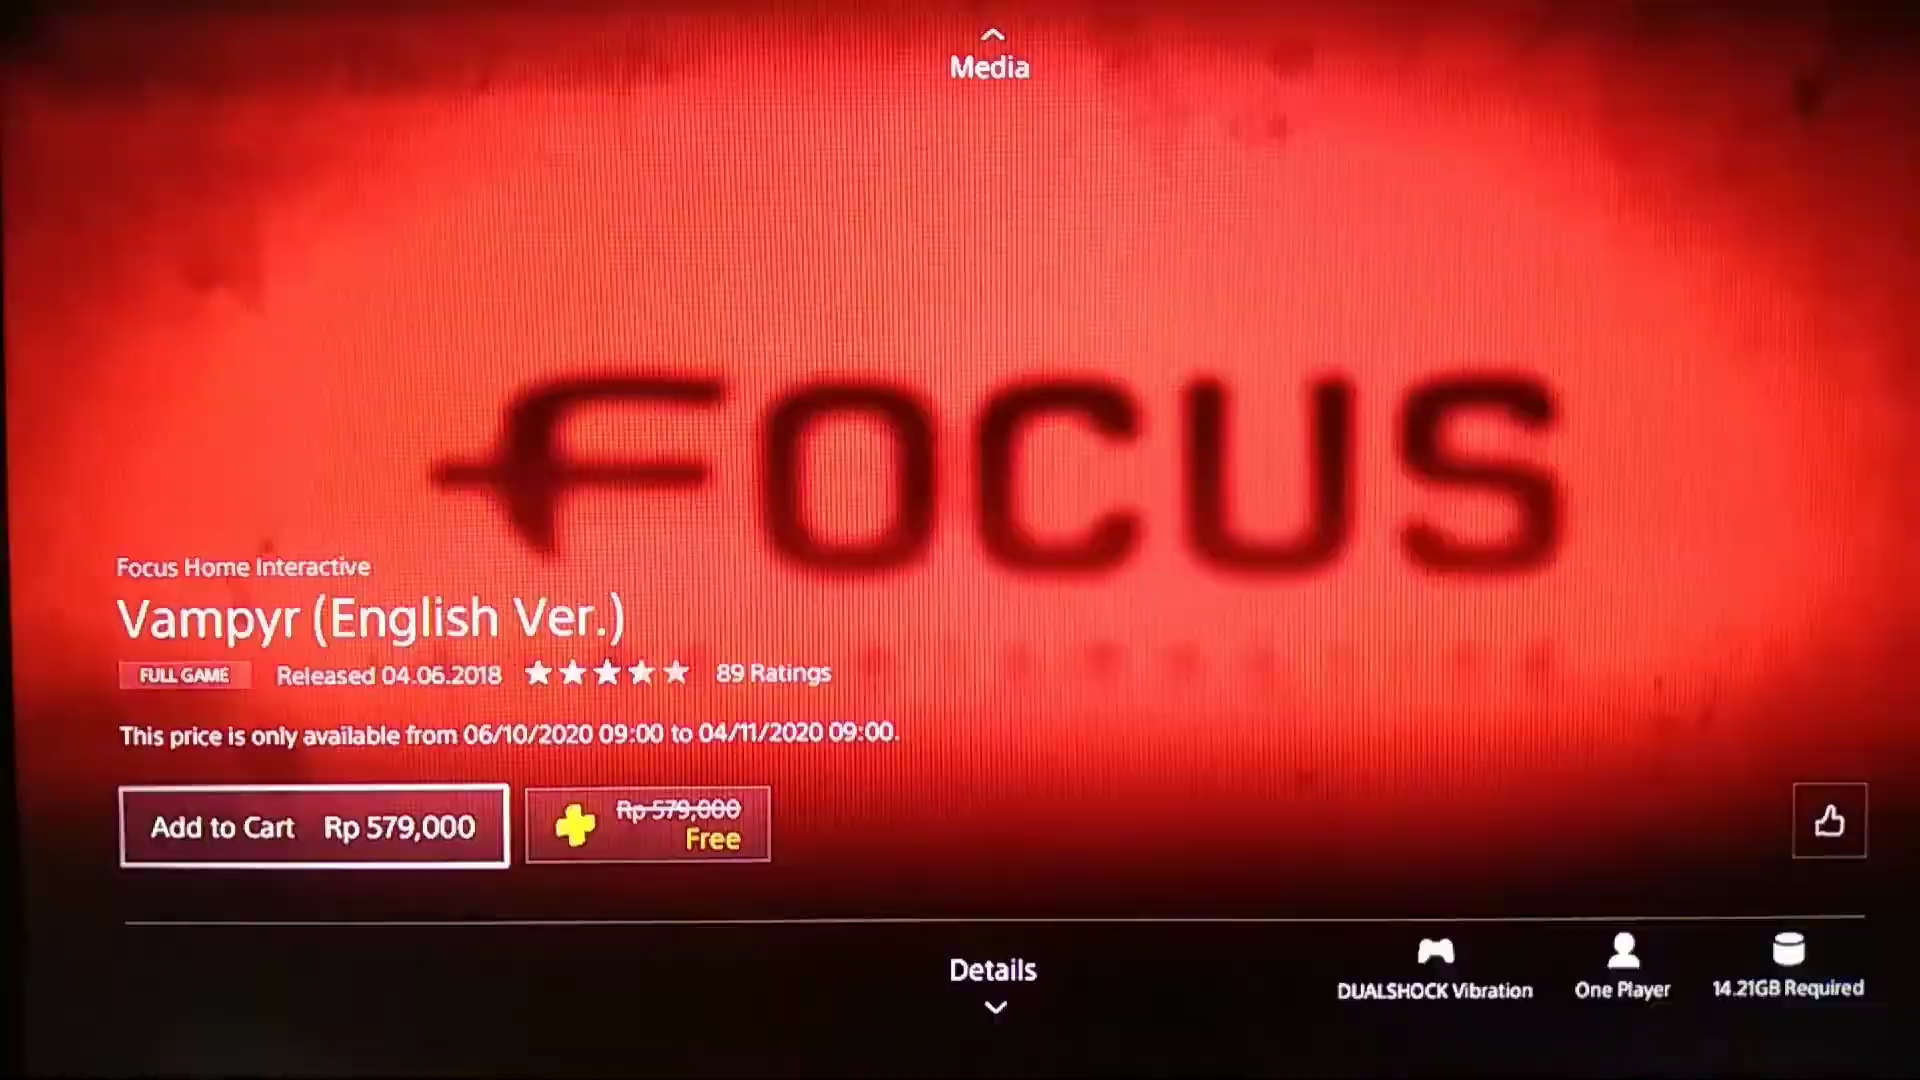 Media
FOCUS
Focus Home Interactive
Vampyr (English Ver.)
FULL GAME Released 04.06.2018 89 Ratings
This price is only available from 06/10/2020 09:00 to 04/11/2020 09:00.
Add to Cart Rp 579,000
Rp 579,000
Free
Details
DUALSHOCK Vibration One Player 14.21GB Required